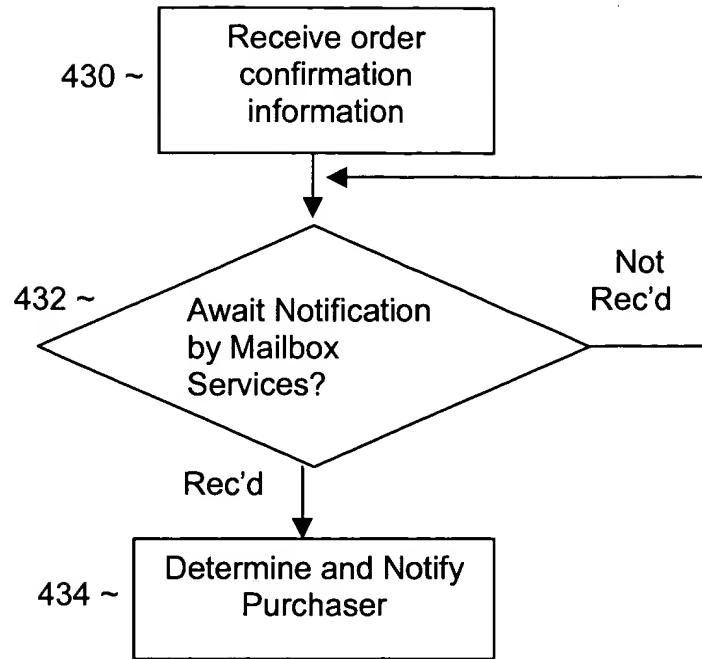 430 ~
Receive order
confirmation
information
432 ~
Await Notification
by Mailbox
Services?
Not
Rec'd
Rec'd
434 ~
Determine and Notify
Purchaser